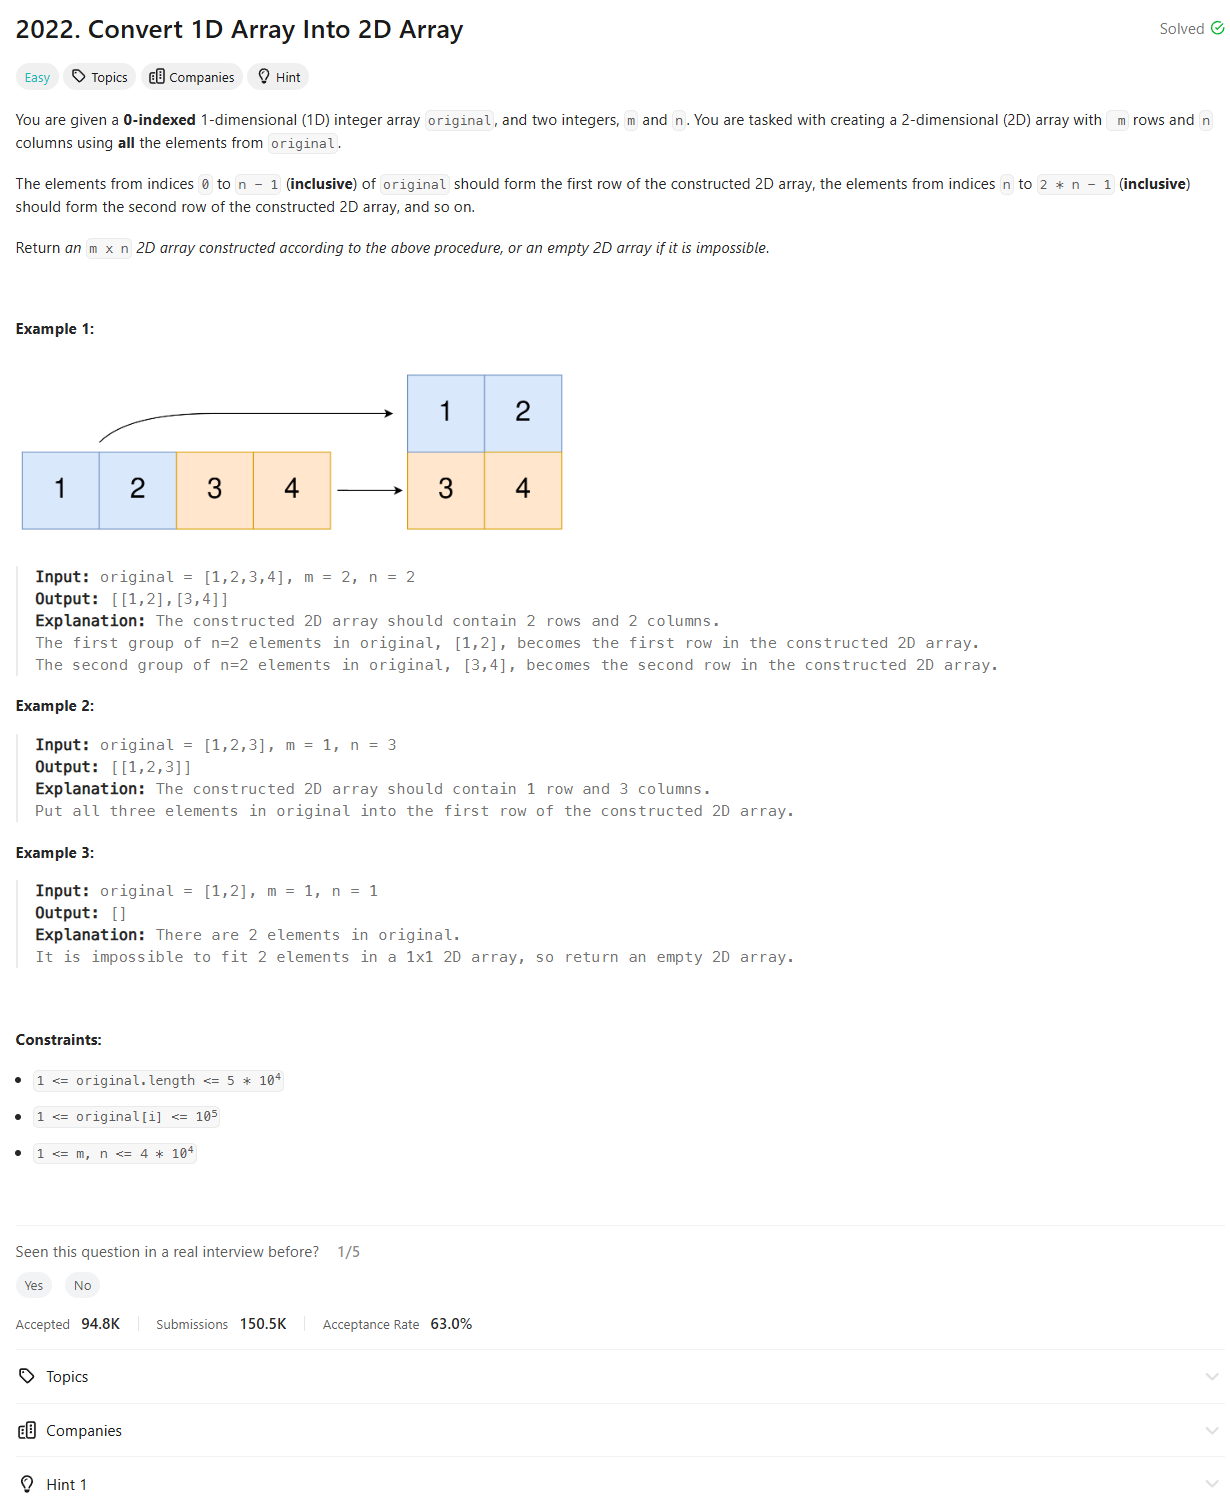 2022. Convert 1D Array Into 2D Array
Solved
Easy Topics Companies Hint
You are given a 0-indexed 1-dimensional (1D) integer array original, and two integers, m and n. You are tasked with creating a 2-dimensional (2D) array with m rows and n
columns using all the elements from original.
The elements from indices 0 to n - 1 (inclusive) of original should form the first row of the constructed 2D array, the elements from indices n to 2 * n - 1 (inclusive)
should form the second row of the constructed 2D array, and so on.
Return an m x n 2D array constructed according to the above procedure, or an empty 2D array if it is impossible.
Example 1:
1 2
1 2 3 4 3 4
Input: original = [1,2,3,4], m = 2, n = 2
Output: [[1,2],[3,4]]
Explanation: The constructed 2D array should contain 2 rows and 2 columns.
The first group of n=2 elements in original, [1,2], becomes the first row in the constructed 2D array.
The second group of n=2 elements in original, [3,4], becomes the second row in the constructed 2D array.
Example 2:
Input: original = [1,2,3], m = 1, n = 3
Output: [[1,2,3]]
Explanation: The constructed 2D array should contain 1 row and 3 columns.
Put all three elements in original into the first row of the constructed 2D array.
Example 3:
Input: original = [1,2], m = 1, n = 1
Output: []
Explanation: There are 2 elements in original.
It is impossible to fit 2 elements in a 1x1 2D array, so return an empty 2D array.
Constraints:
• 1 <= original.length <= 5 * 10⁴
• 1 <= original[i] <= 10⁵
• 1 <= m, n <= 4 * 10⁴
Seen this question in a real interview before? 1/5
Yes No
Accepted 94.8K Submissions 150.5K Acceptance Rate 63.0%
Topics
Companies
Hint 1